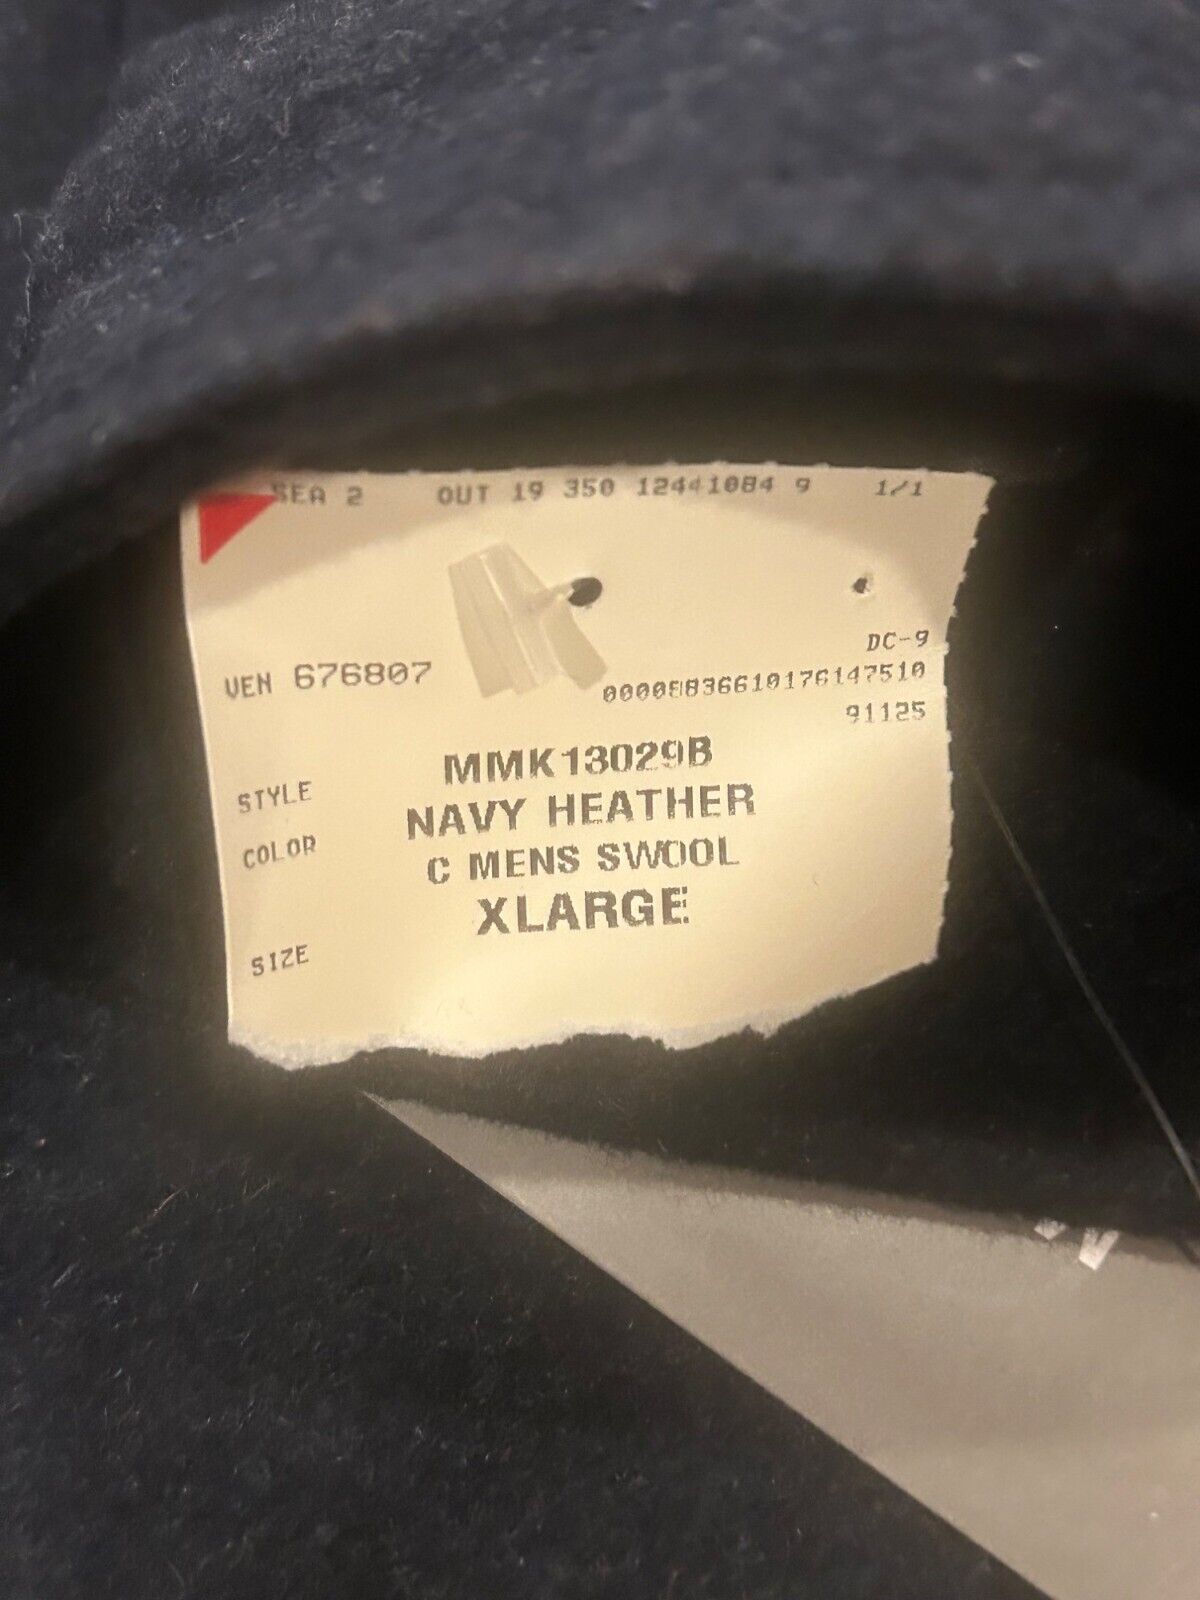 SEA 2 OUT 19 350 12441084 9 1/1
DC-9
VEN 676807 00008836610176147510
91125
STYLE MMK13029B
COLOR NAVY HEATHER
C MENS SWOOL
SIZE XLARGE